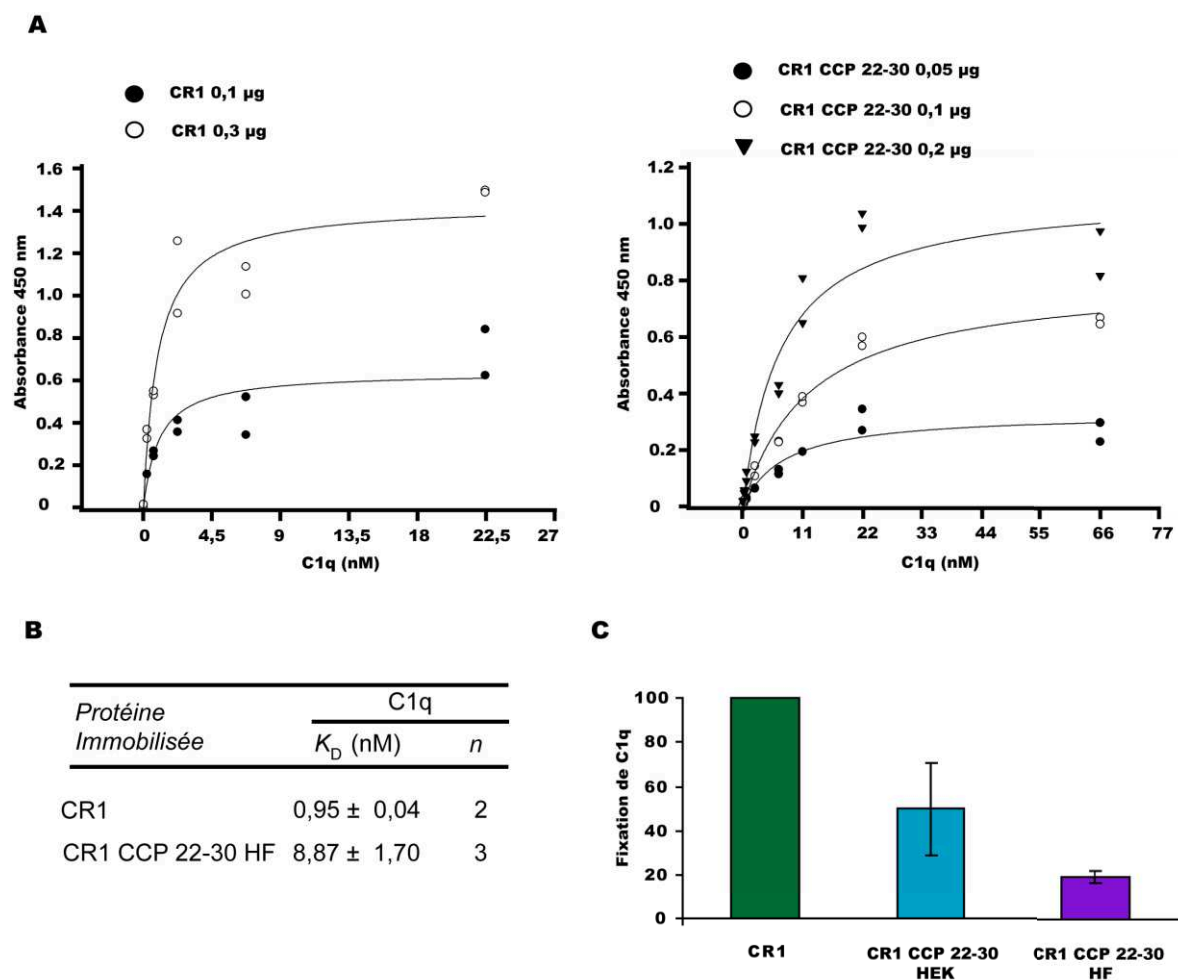 A
CR1 0,1 µg
CR1 0,3 µg
1.6
1.4
1.2
1.0
0.8
0.6
0.4
0.2
0
Absorbance 450 nm
0 4,5 9 13,5 18 22,5 27
C1q (nM)
CR1 CCP 22-30 0,05 µg
CR1 CCP 22-30 0,1 µg
CR1 CCP 22-30 0,2 µg
1.2
1.0
0.8
0.6
0.4
0.2
0
Absorbance 450 nm
0 11 22 33 44 55 66 77
C1q (nM)
B
Protéine
Immobilisée
C1q
K_D (nM) n
CR1 0,95 ± 0,04 2
CR1 CCP 22-30 HF 8,87 ± 1,70 3
C
100
80
60
40
20
0
Fixation de C1q
CR1
CR1 CCP 22-30
HEK
CR1 CCP 22-30
HF